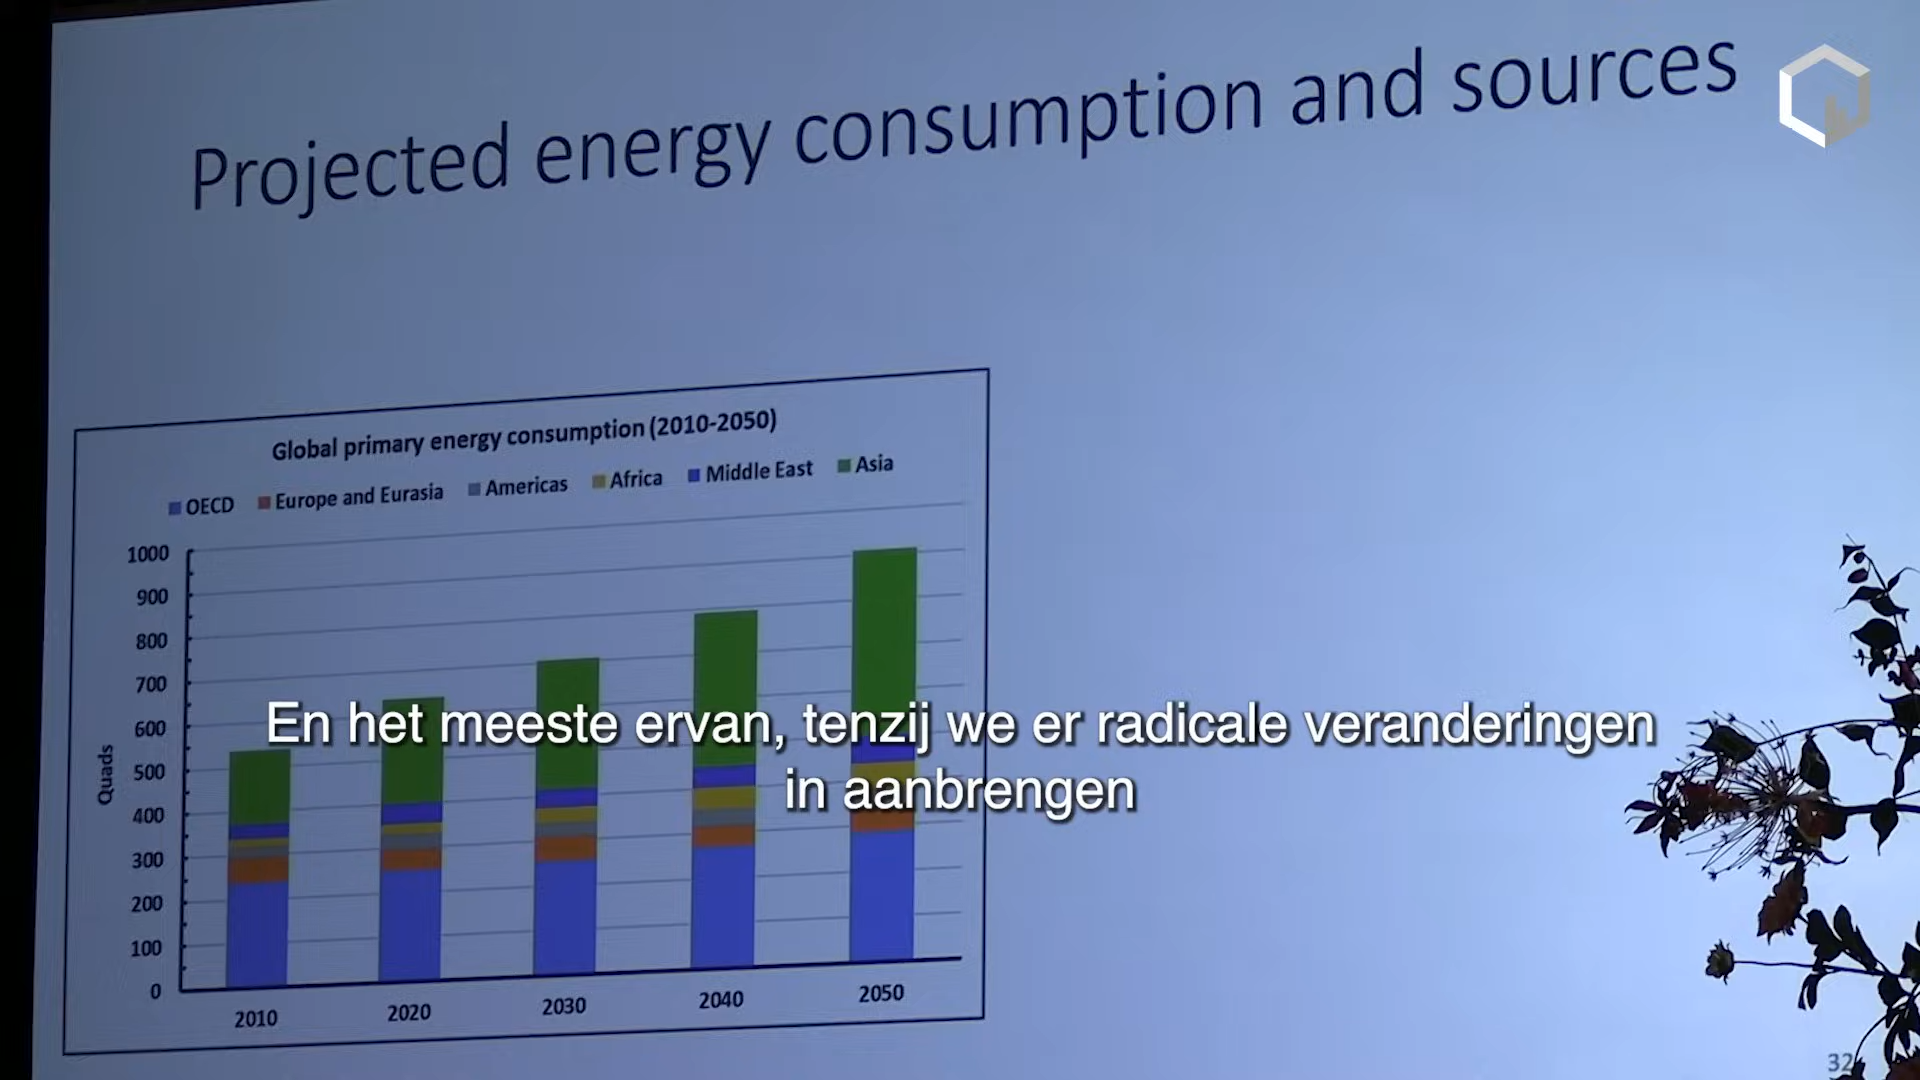 Projected energy consumption and sources
Global primary energy consumption (2010-2050)
OECD Europe and Eurasia Americas Africa Middle East Asia
1000
900
800
700
600
500
400
300
200
100
0
Quads
2010 2020 2030 2040 2050
En het meeste ervan, tenzij we er radicale veranderingen
in aanbrengen
32